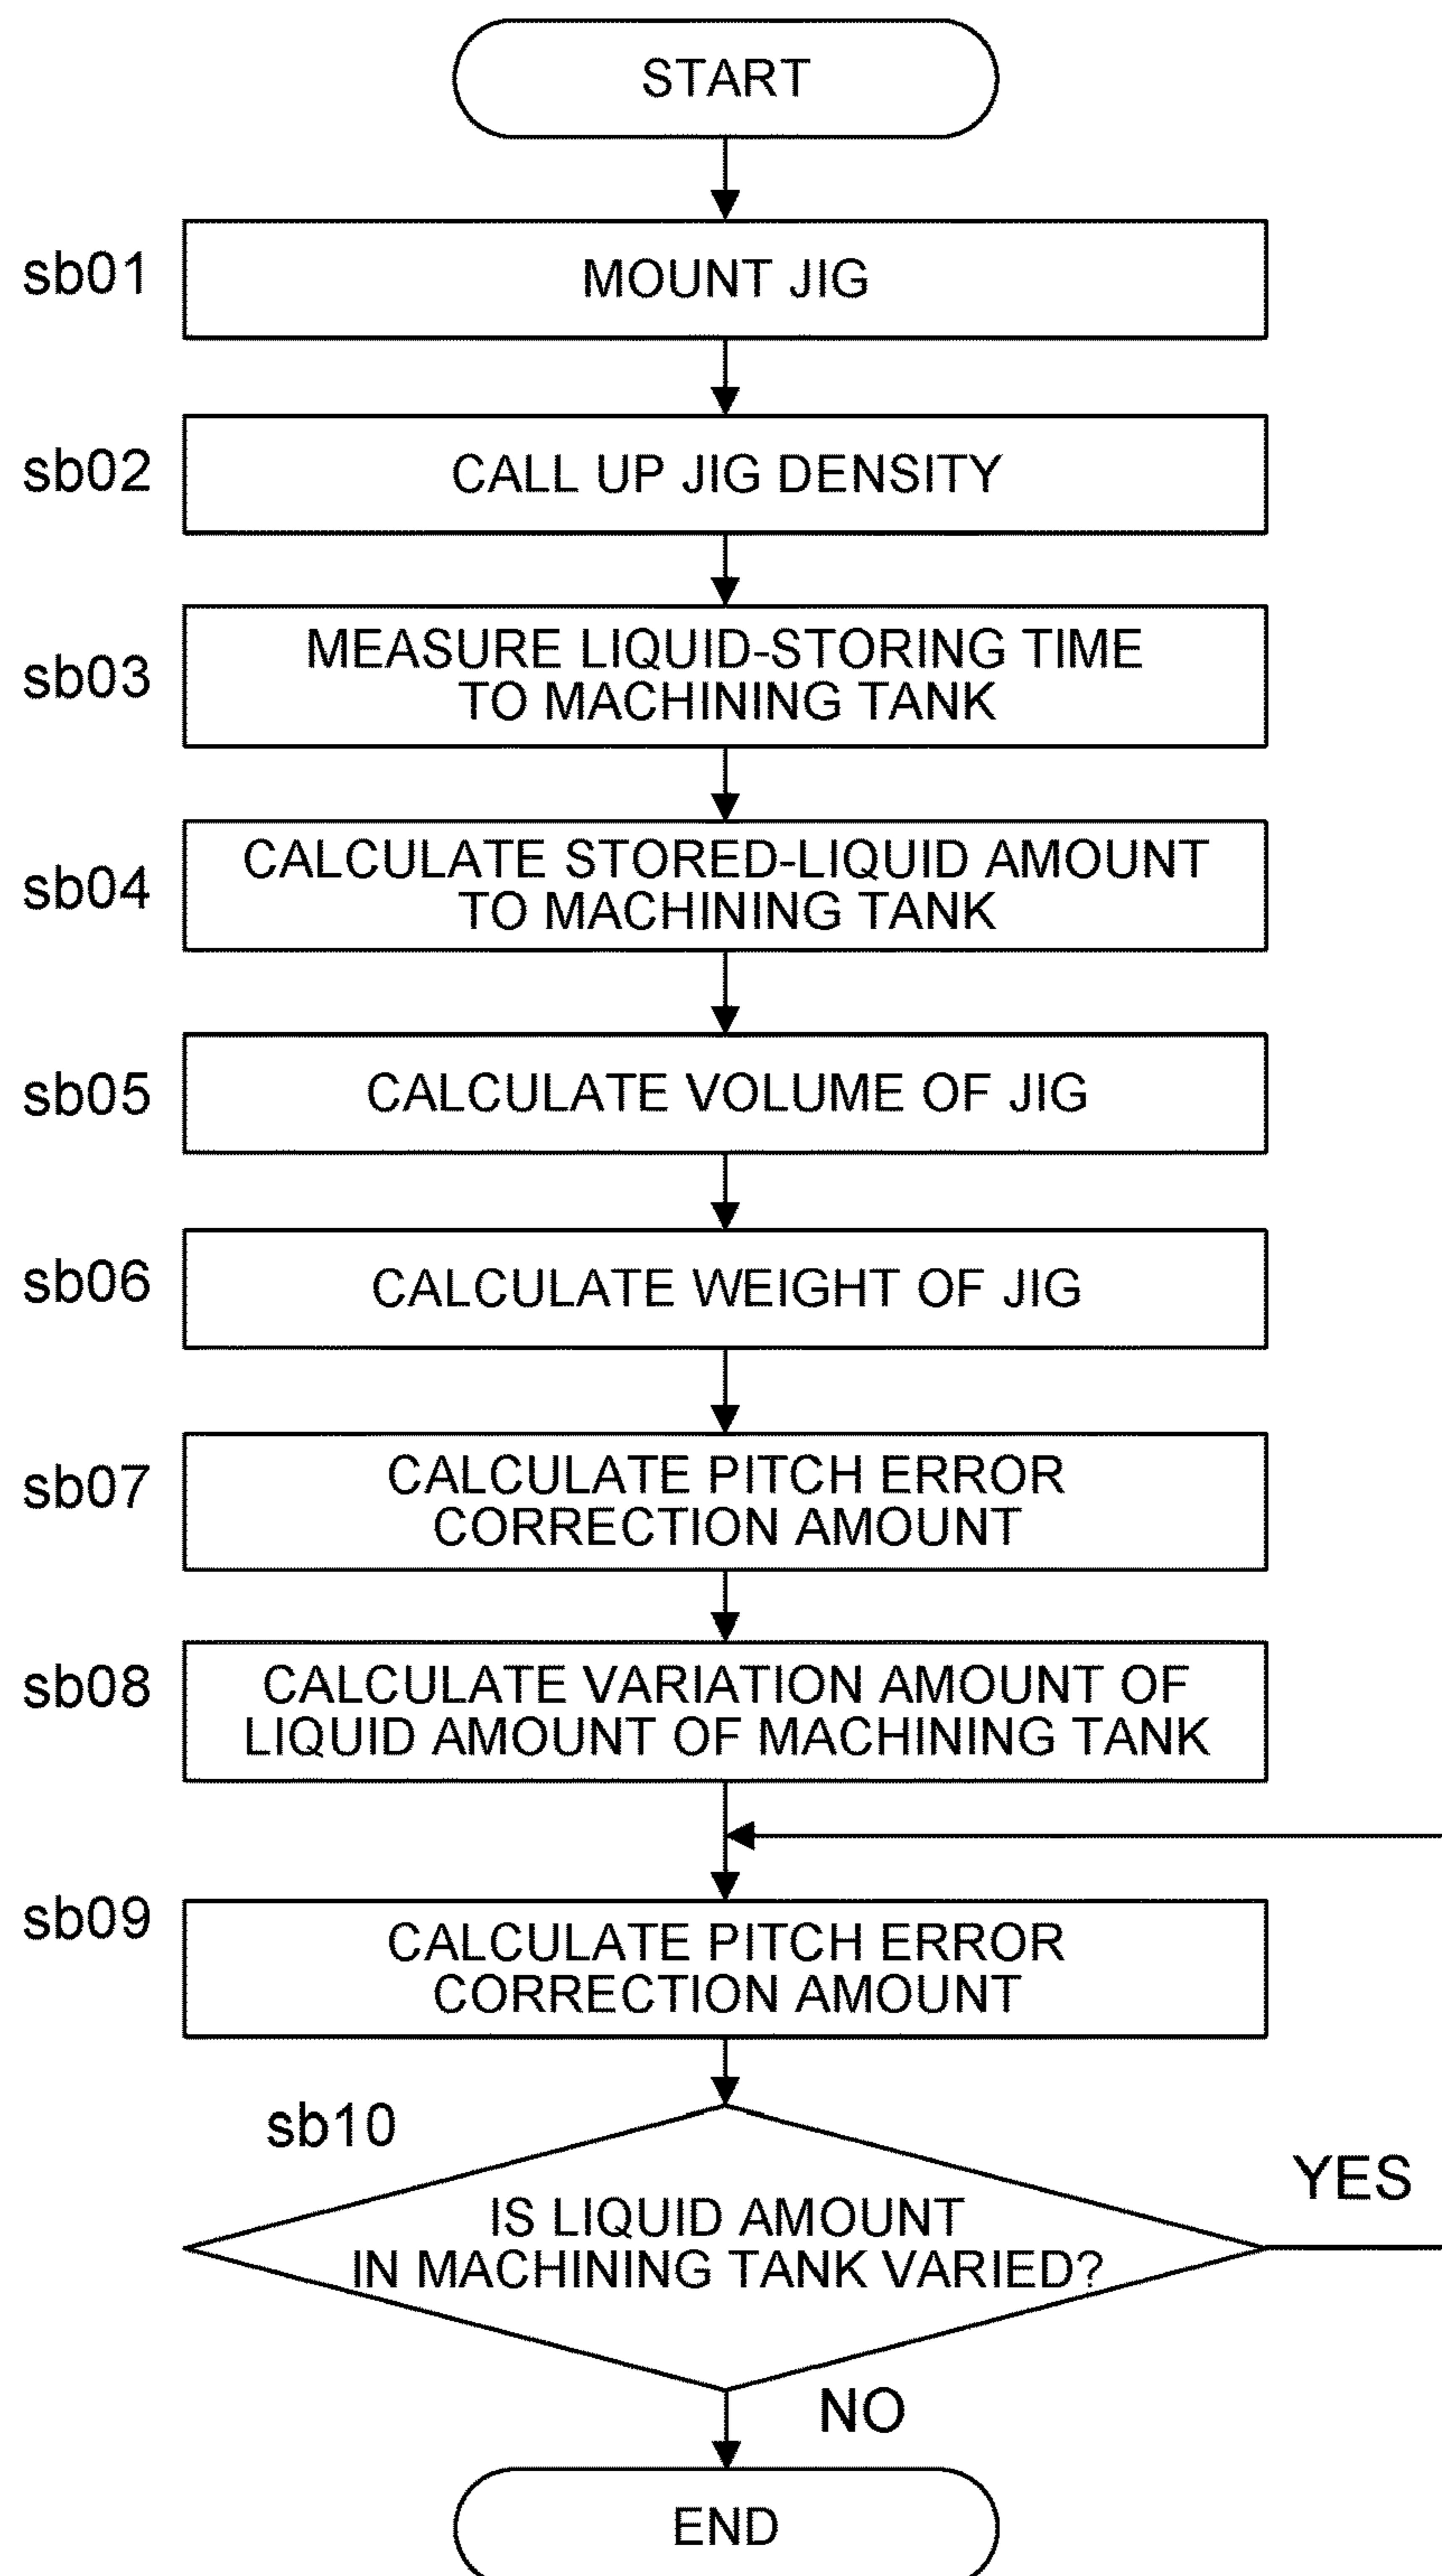 START
sb01
MOUNT JIG
sb02
CALL UP JIG DENSITY
sb03
MEASURE LIQUID-STORING TIME
TO MACHINING TANK
sb04
CALCULATE STORED-LIQUID AMOUNT
TO MACHINING TANK
sb05
CALCULATE VOLUME OF JIG
sb06
CALCULATE WEIGHT OF JIG
sb07
CALCULATE PITCH ERROR
CORRECTION AMOUNT
sb08
CALCULATE VARIATION AMOUNT OF
LIQUID AMOUNT OF MACHINING TANK
sb09
CALCULATE PITCH ERROR
CORRECTION AMOUNT
sb10
IS LIQUID AMOUNT
IN MACHINING TANK VARIED?
YES
NO
END